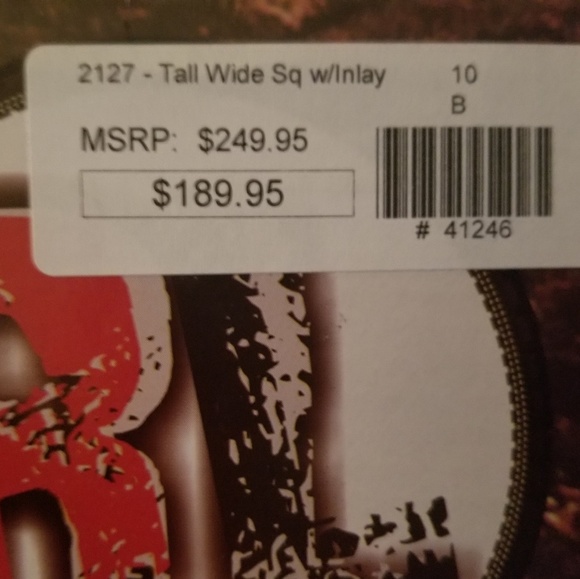 2127 - Tall Wide Sq w/Inlay 10
B
MSRP: $249.95
$189.95
# 41246